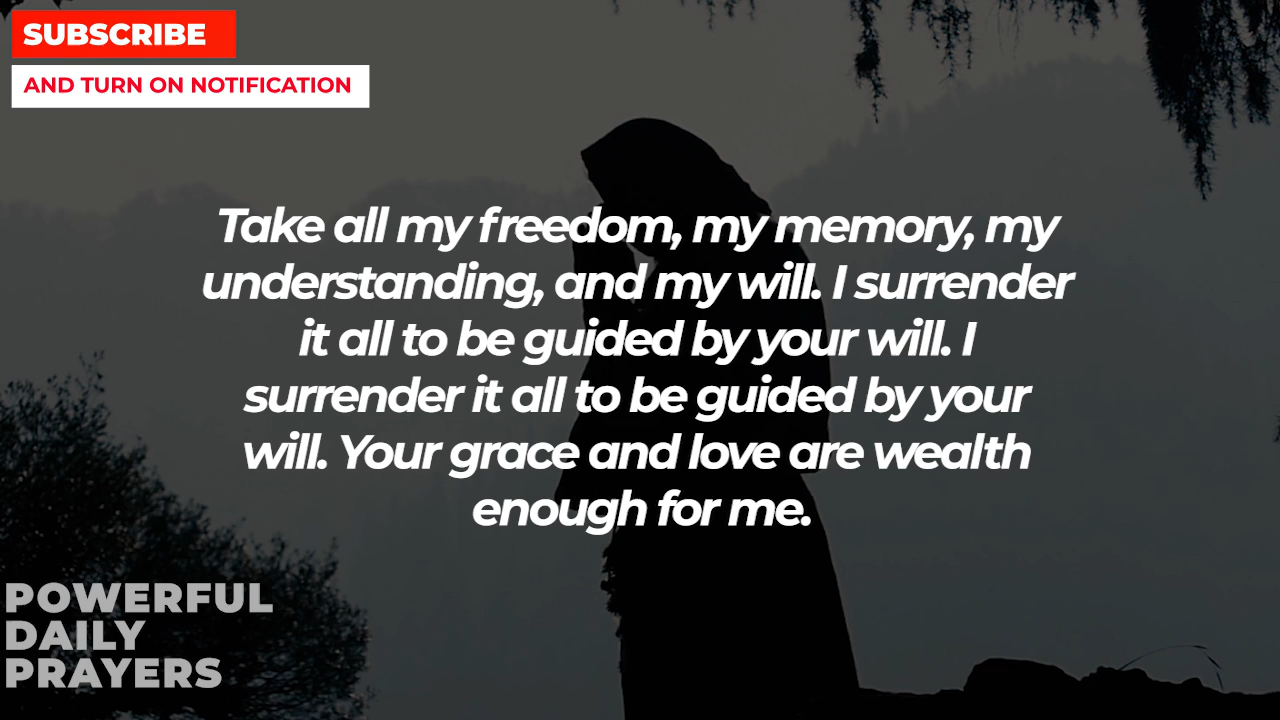 SUBSCRIBE
AND TURN ON NOTIFICATION
Take all my freedom, my memory, my
understanding, and my will. I surrender
it all to be guided by your will. I
surrender it all to be guided by your
will. Your grace and love are wealth
enough for me.
POWERFUL
DAILY
PRAYERS